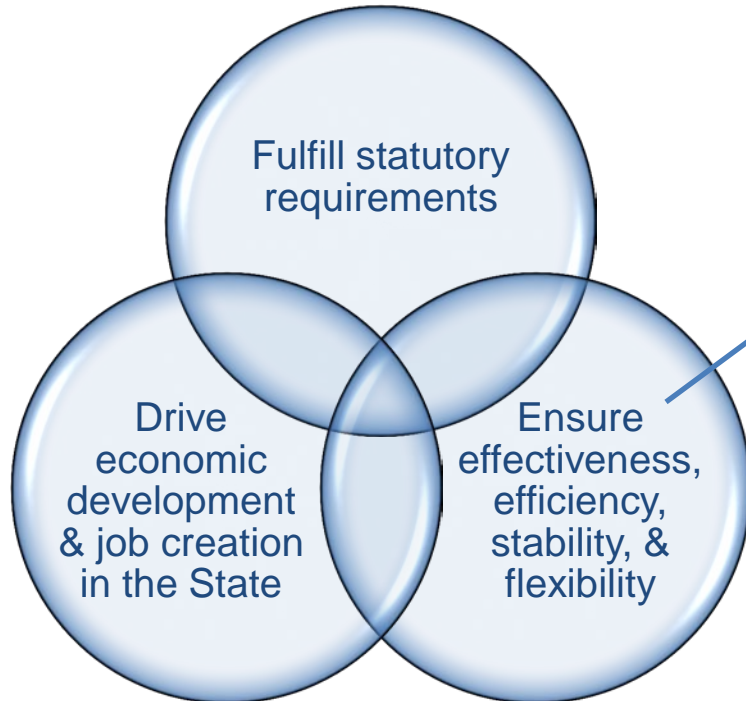 Fulfill statutory
requirements
Drive
economic
development
& job creation
in the State
Ensure
effectiveness,
efficiency,
stability, &
flexibility